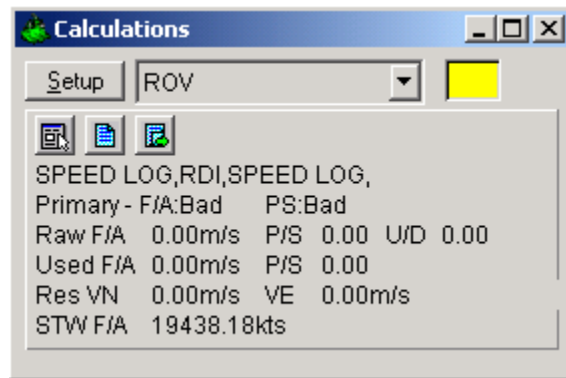 Calculations
Setup ROV
SPEED LOG,RDI,SPEED LOG,
Primary - F/A:Bad PS:Bad
Raw F/A 0.00m/s P/S 0.00 U/D 0.00
Used F/A 0.00m/s P/S 0.00
Res VN 0.00m/s VE 0.00m/s
STW F/A 19438.18kts